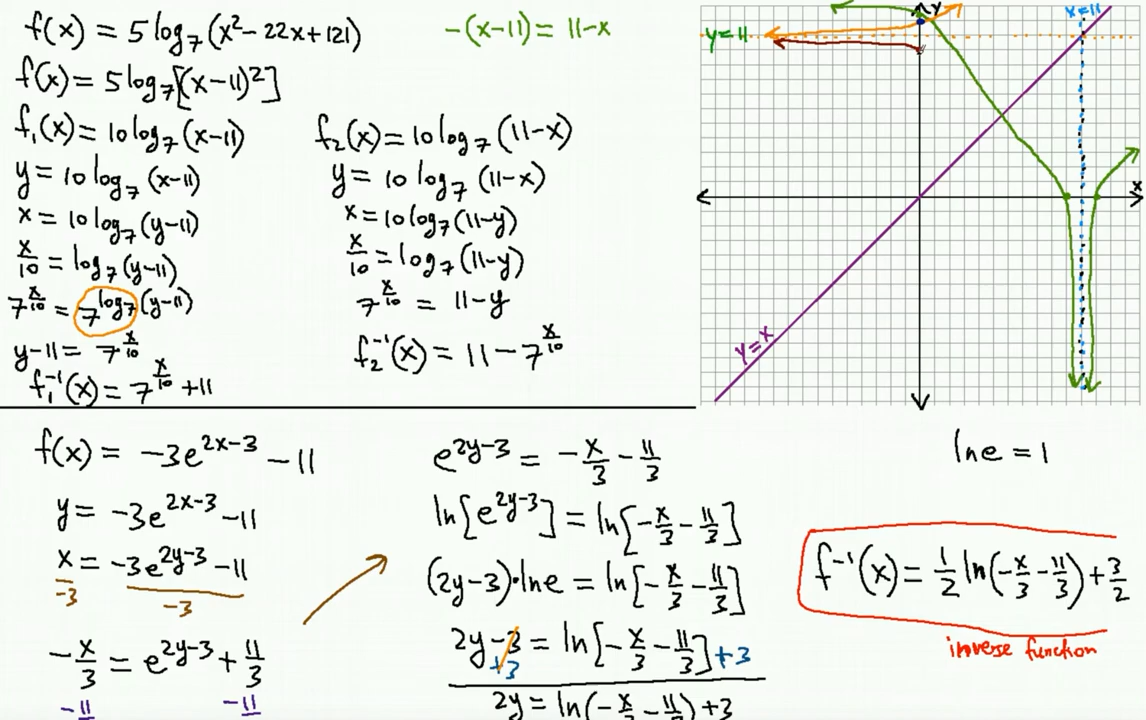 f(x) = 5 log₇ (x² – 22x + 121)
f(x) = 5 log₇ [(x – 11)²]
f₁(x) = 10 log₇ (x – 11)
y = 10 log₇ (x – 11)
x = 10 log₇ (y – 11)
x/10 = log₇ (y – 11)
7^(x/10) = 7^(log₇ (y – 11))
y – 11 = 7^(x/10)
f₁⁻¹(x) = 7^(x/10) + 11
-(x – 11) = 11 – x
f₂(x) = 10 log₇ (11 – x)
y = 10 log₇ (11 – x)
x = 10 log₇ (11 – y)
x/10 = log₇ (11 – y)
7^(x/10) = 11 – y
f₂⁻¹(x) = 11 – 7^(x/10)
y
x = 11
y = 11
x
y = x
f(x) = -3e^(2x–3) – 11
y = -3e^(2x–3) – 11
x = -3e^(2y–3) – 11
-3 -3
-x/3 = e^(2y–3) + 11/3
-11 -11
e^(2y–3) = -x/3 – 11/3
ln[e^(2y–3)] = ln[-x/3 – 11/3]
(2y – 3)·ln e = ln[-x/3 – 11/3]
2y – 3 = ln[-x/3 – 11/3] + 3
+3
2y = ln(-x/3 – 11/3) + 3
ln e = 1
f⁻¹(x) = 1/2 ln(-x/3 – 11/3) + 3/2
inverse function